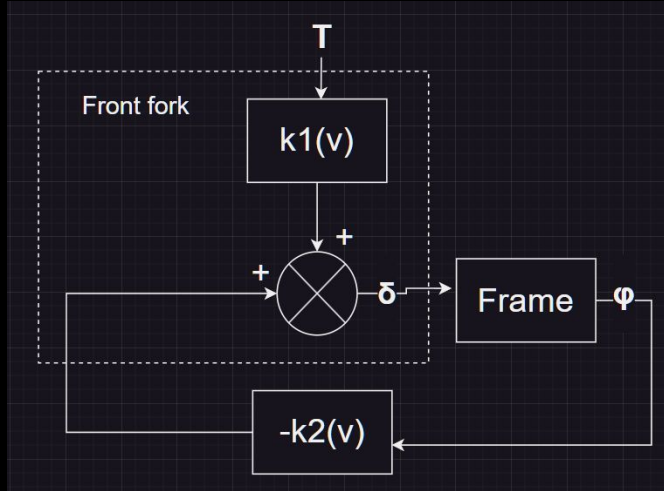 T
Front fork
k1(v)
+
+
δ
Frame
φ
-k2(v)